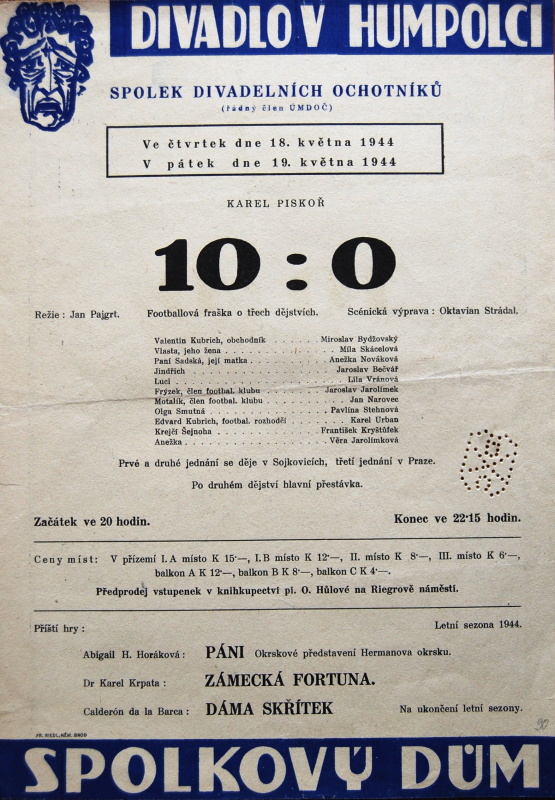 DIVADLO V HUMPOLCI
SPOLEK DIVADELNÍCH OCHOTNÍKŮ
(řádný člen ÚMDOČ)
Ve čtvrtek dne 18. května 1944
V pátek dne 19. května 1944
KAREL PISKOŘ
10 : 0
Režie : Jan Pajgrt. Footballová fraška o třech dějstvích. Scénická výprava : Oktavian Strádal.
Valentin Kubrich, obchodník . . . . . . . Miroslav Bydžovský
Vlasta, jeho žena . . . . . . . . . . . . Míla Skácelová
Paní Sadská, její matka . . . . . . . . . Anežka Nováková
Jindřich . . . . . . . . . . . . . . . Jaroslav Bečvář
Luci . . . . . . . . . . . . . . . . Lila Vránová
Frýzek, člen footbal. klubu . . . . . . . Jaroslav Jarolímek
Motalík, člen footbal. klubu . . . . . . . Jan Narovec
Olga Smutná . . . . . . . . . . . . . Pavlína Stehnová
Edvard Kubrich, footbal. rozhodčí . . . . . Karel Urban
Krejčí Šejnoha . . . . . . . . . . . . František Kryštůfek
Anežka . . . . . . . . . . . . . . . Věra Jarolímková
Prvé a druhé jednání se děje v Sojkovicích, třetí jednání v Praze.
Po druhém dějství hlavní přestávka.
Začátek ve 20 hodin. Konec ve 22·15 hodin.
Ceny míst: V přízemí I. A místo K 15·—, I. B místo K 12·—, II. místo K 8·—, III. místo K 6·—,
balkon A K 12·—, balkon B K 8·—, balkon C K 4·—.
Předprodej vstupenek v knihkupectví pí. O. Hůlové na Riegrově náměstí.
Příští hry : Letní sezona 1944.
Abigail H. Horáková : PÁNI Okrskové představení Hermanova okrsku.
Dr Karel Krpata : ZÁMECKÁ FORTUNA.
Calderón da la Barca : DÁMA SKŘÍTEK Na ukončení letní sezony.
90
FR. RIEDL, NĚM. BROD
SPOLKOVÝ DŮM